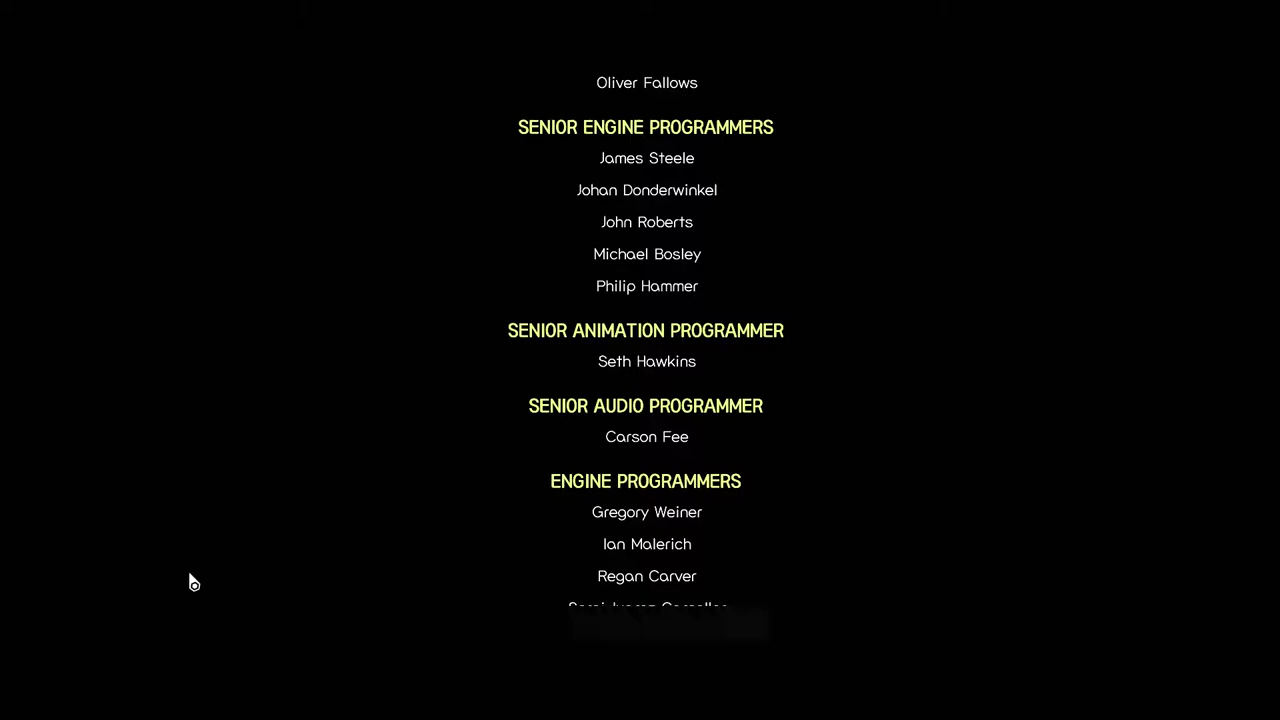 Oliver Fallows
SENIOR ENGINE PROGRAMMERS
James Steele
Johan Donderwinkel
John Roberts
Michael Bosley
Philip Hammer
SENIOR ANIMATION PROGRAMMER
Seth Hawkins
SENIOR AUDIO PROGRAMMER
Carson Fee
ENGINE PROGRAMMERS
Gregory Weiner
Ian Malerich
Regan Carver